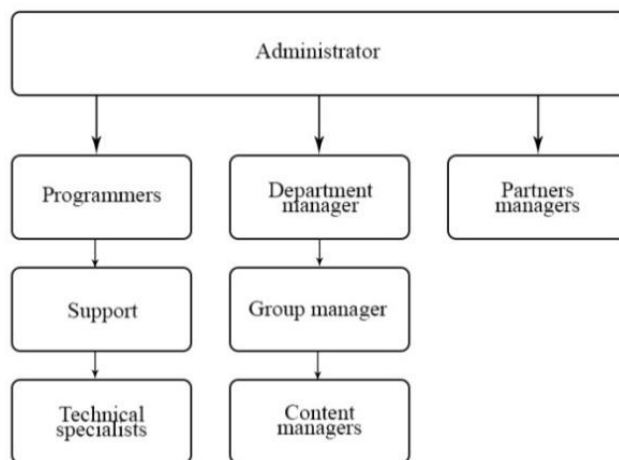 Administrator
Programmers
Department
manager
Partners
managers
Support
Group manager
Technical
specialists
Content
managers